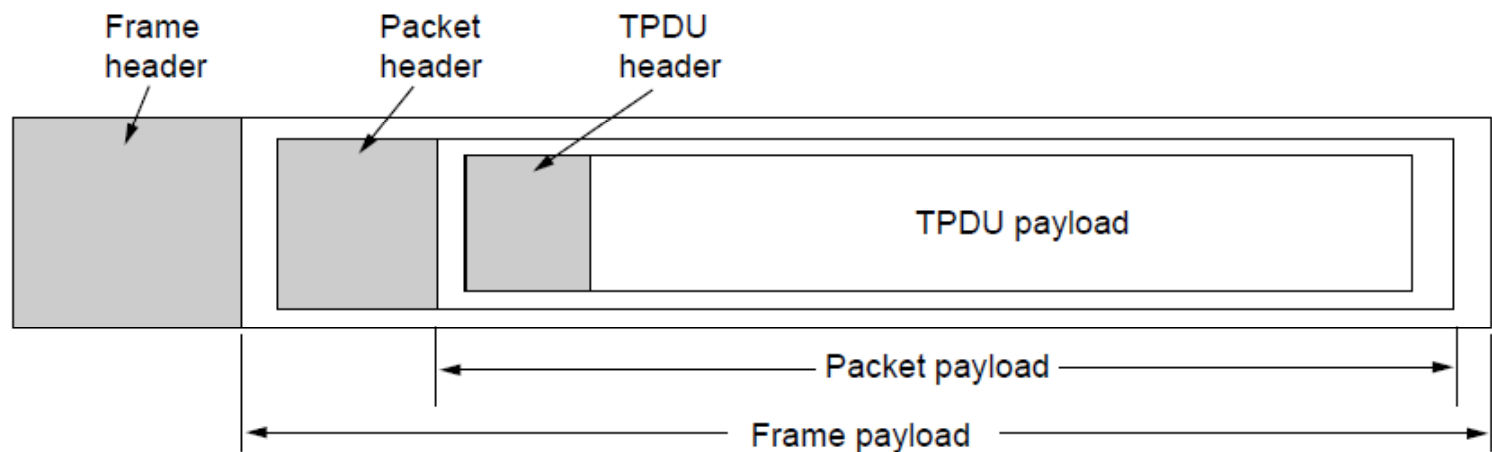 Frame
header
Packet
header
TPDU
header
TPDU payload
Packet payload
Frame payload